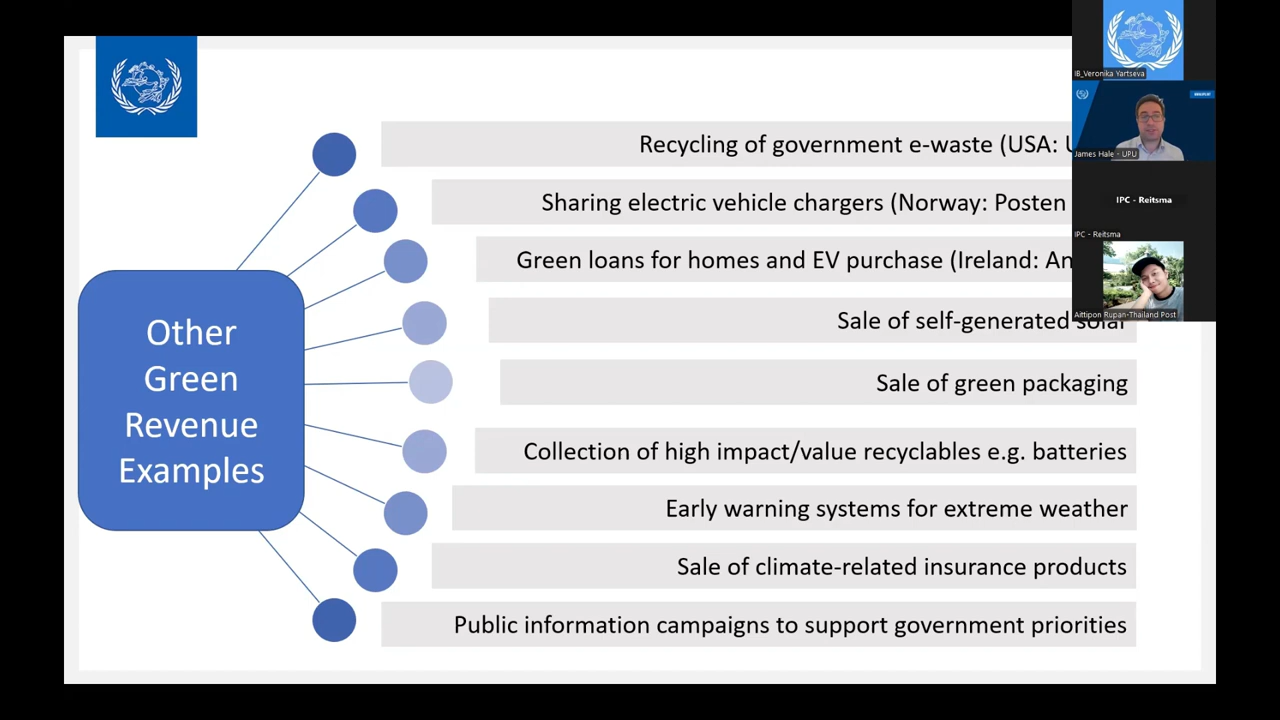 Other
Green
Revenue
Examples
Recycling of government e-waste (USA:
Sharing electric vehicle chargers (Norway: Posten
Green loans for homes and EV purchase (Ireland: An
Sale of self-generated solar
Sale of green packaging
Collection of high impact/value recyclables e.g. batteries
Early warning systems for extreme weather
Sale of climate-related insurance products
Public information campaigns to support government priorities
IB_Veronika Yartseva
James Hale - UPU
IPC - Reitsma
IPC - Reitsma
Aittipon Rupan-Thailand Post